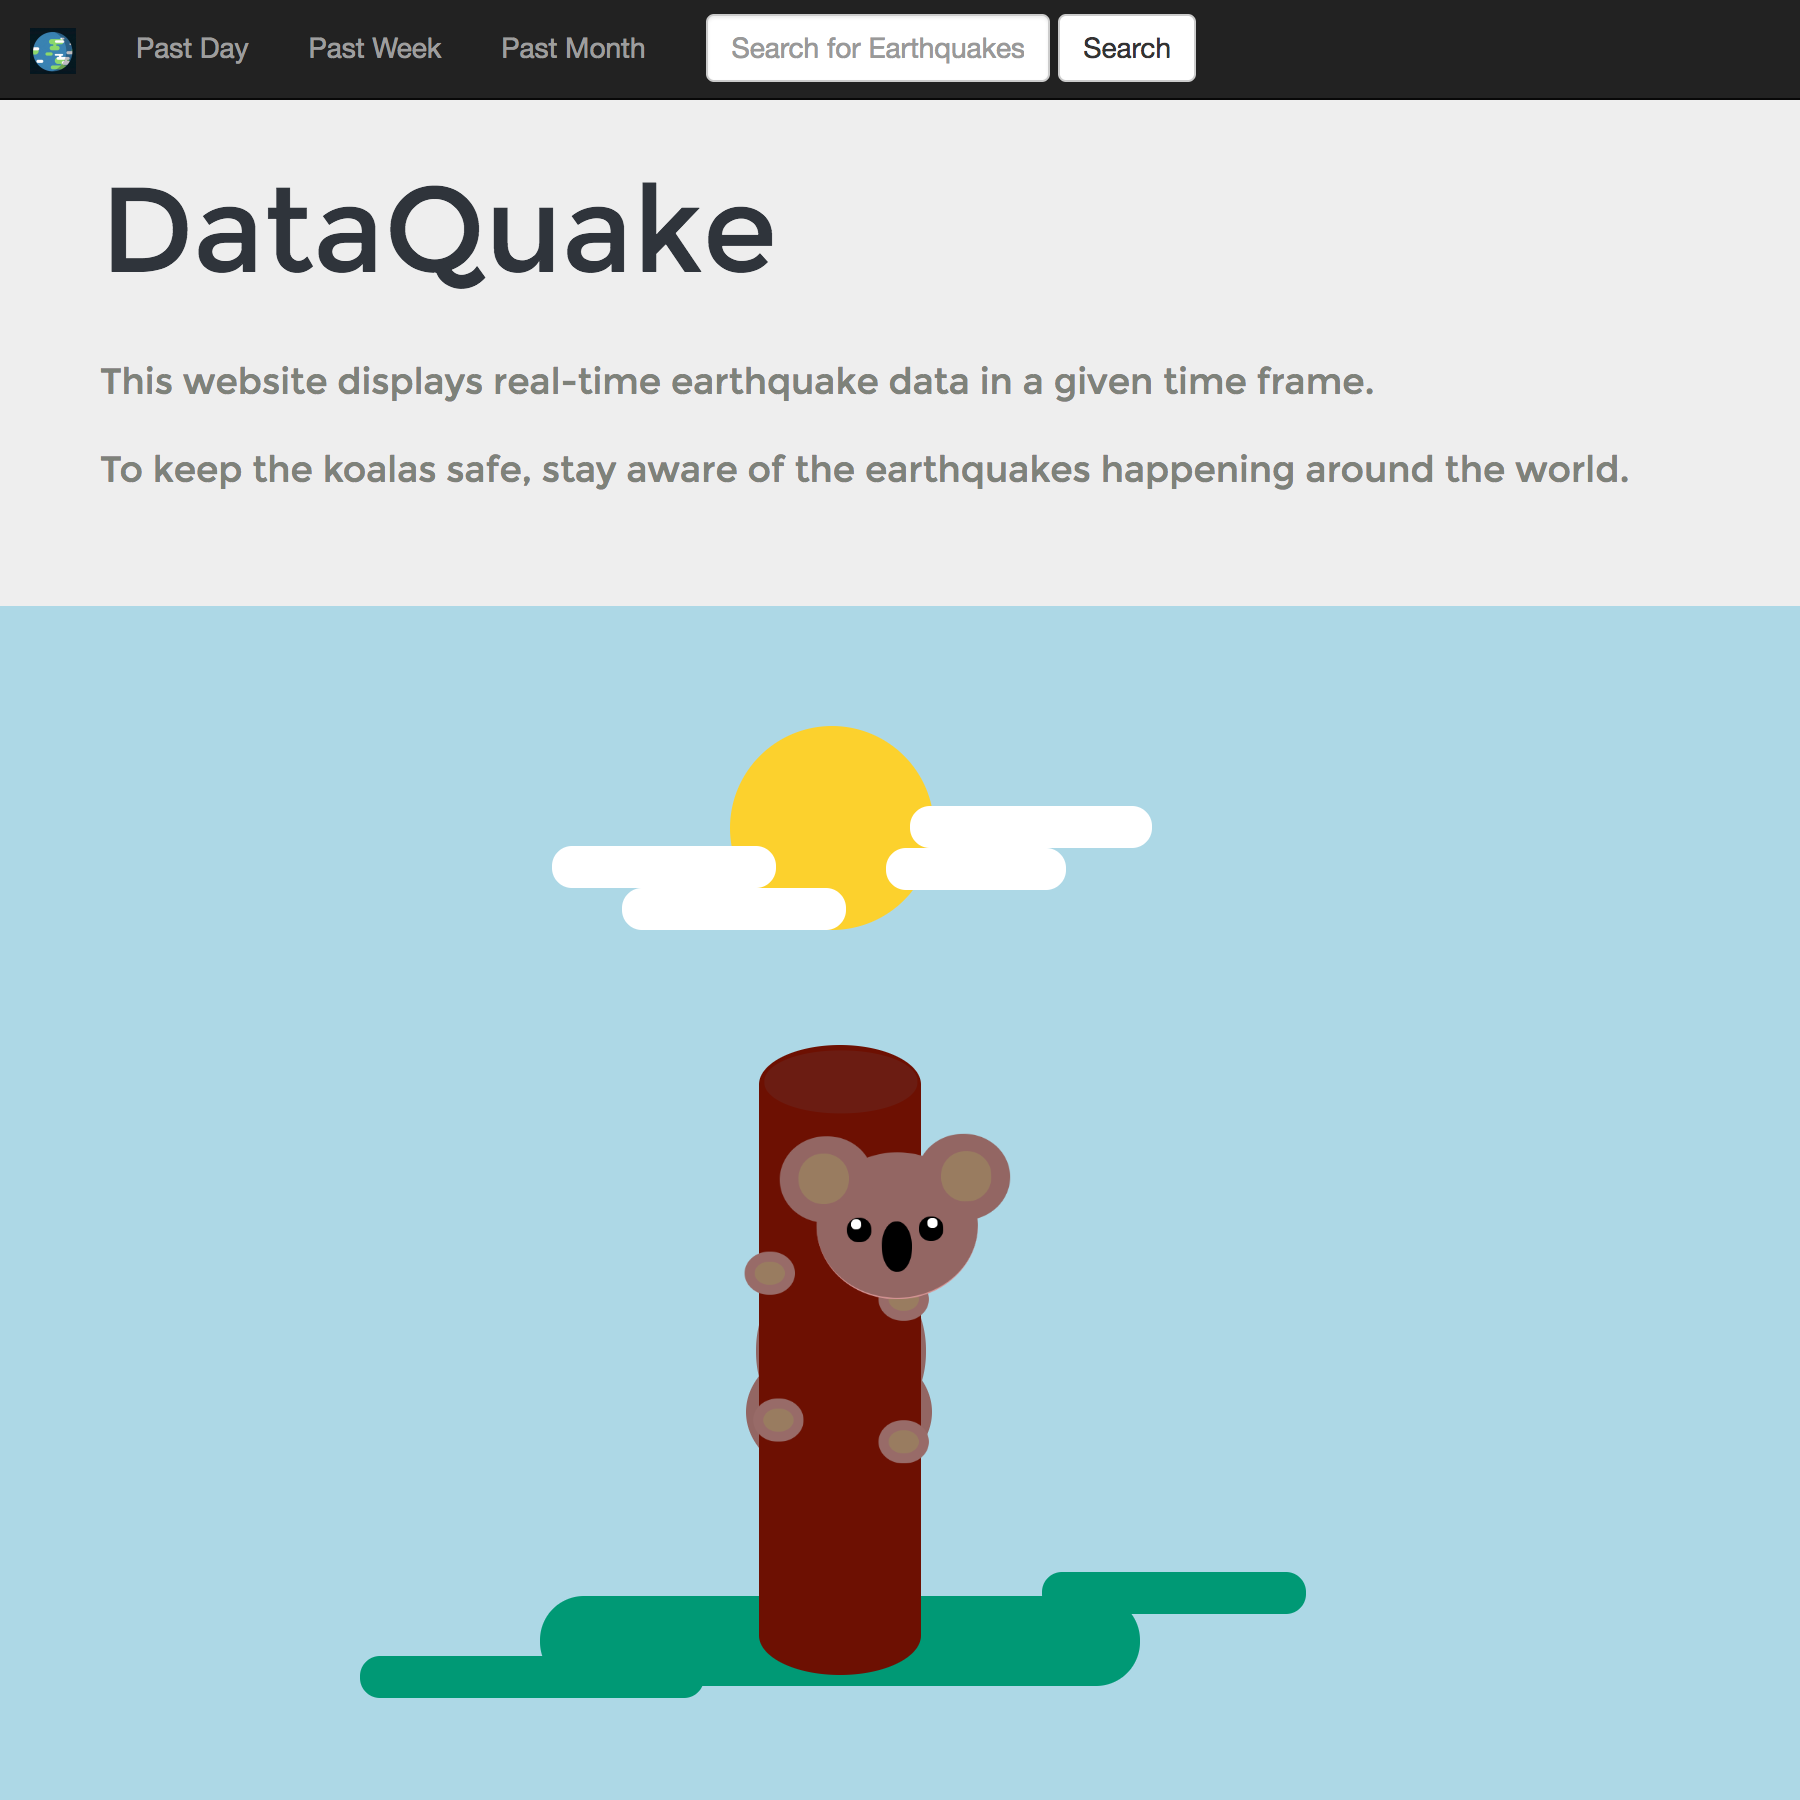 Past Day Past Week Past Month Search for Earthquakes Search
DataQuake
This website displays real-time earthquake data in a given time frame.
To keep the koalas safe, stay aware of the earthquakes happening around the world.